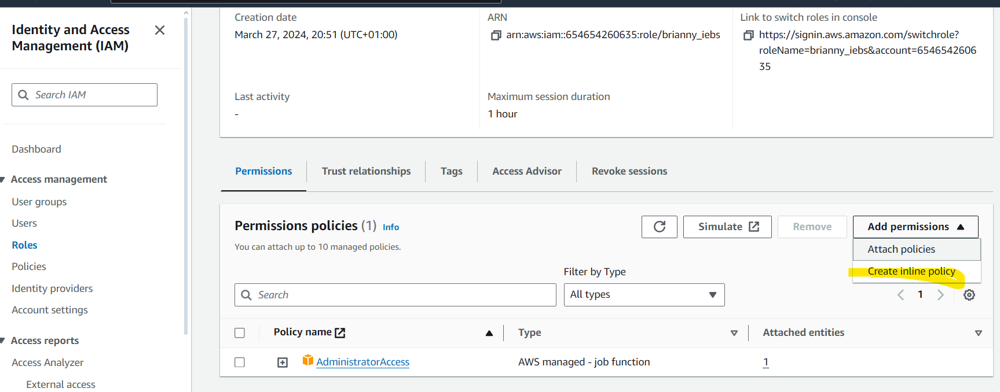 Identity and Access
Management (IAM)
Search IAM
Dashboard
Access management
User groups
Users
Roles
Policies
Identity providers
Account settings
Access reports
Access Analyzer
External access
Creation date
March 27, 2024, 20:51 (UTC+01:00)
ARN
arn:aws:iam::654654260635:role/brianny_iebs
Link to switch roles in console
https://signin.aws.amazon.com/switchrole?
roleName=brianny_iebs&account=6546542606
35
Last activity
-
Maximum session duration
1 hour
Permissions
Trust relationships
Tags
Access Advisor
Revoke sessions
Permissions policies (1) Info
You can attach up to 10 managed policies.
Simulate
Remove
Add permissions
Attach policies
Create inline policy
Filter by Type
Search
All types
1
Policy name
Type
Attached entities
AdministratorAccess
AWS managed - job function
1